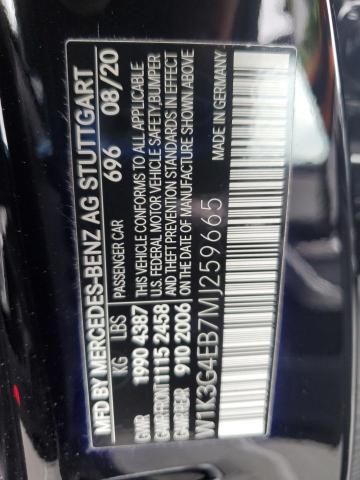 MFD BY MERCEDES-BENZ AG STUTTGART
PASSENGER CAR 696 08/20
KG LBS
GVWR 1990 4387
GAWR FRONT 1115 2458
GAWR REAR 910 2006
THIS VEHICLE CONFORMS TO ALL APPLICABLE
U.S. FEDERAL MOTOR VEHICLE SAFETY, BUMPER
AND THEFT PREVENTION STANDARDS IN EFFECT
ON THE DATE OF MANUFACTURE SHOWN ABOVE
MADE IN GERMANY
W1K3G4EB7MJ259665